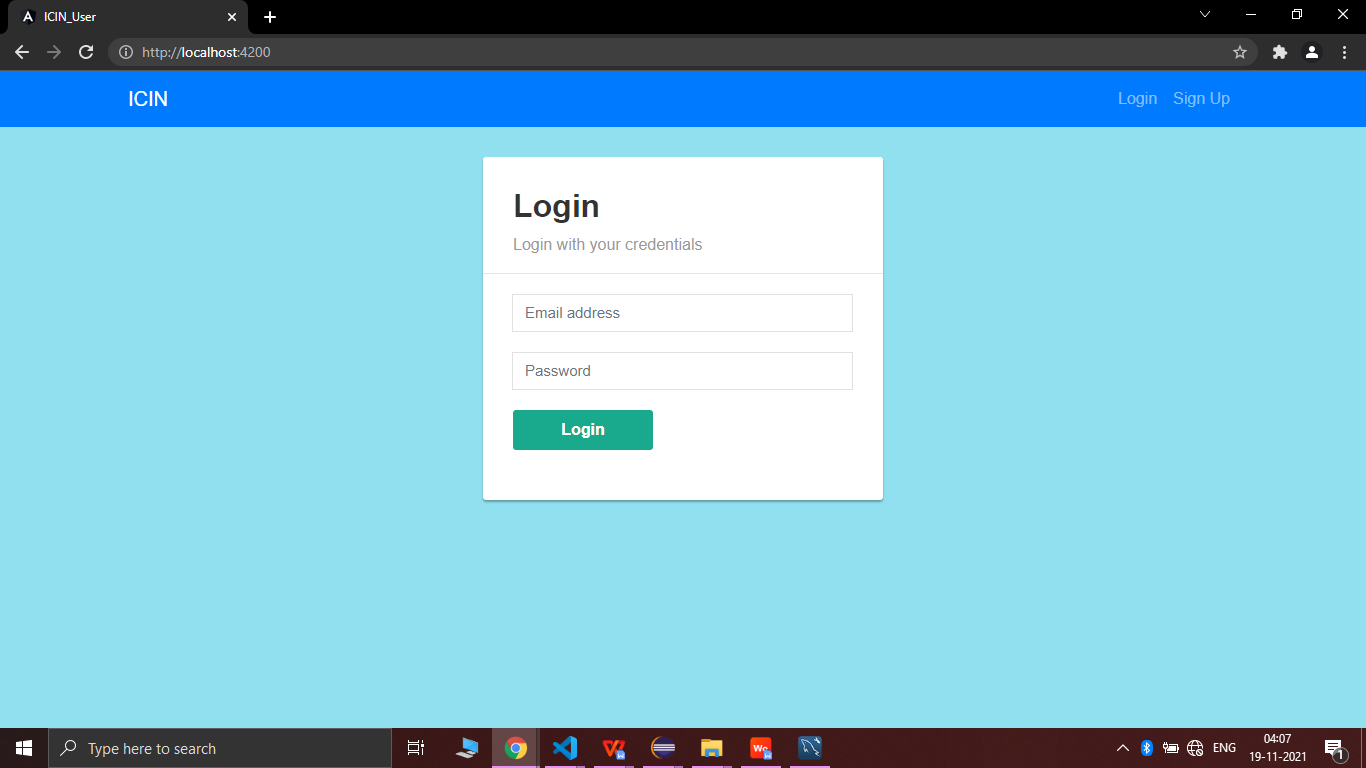 ICIN_User
http://localhost:4200
ICIN
Login
Sign Up
Login
Login with your credentials
Email address
Password
Login
Type here to search
ENG
04:07
19-11-2021
1